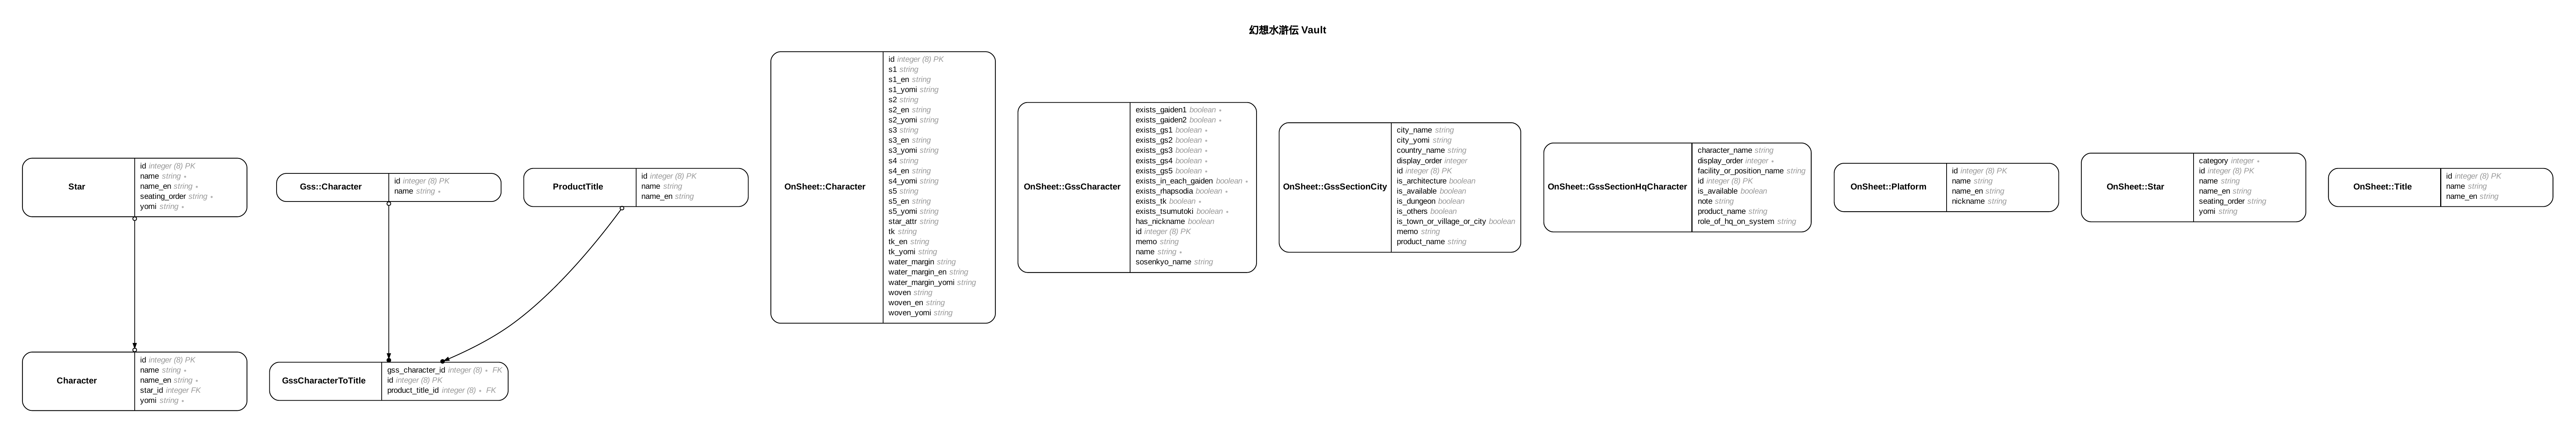 幻想水滸伝 Vault
Star
id integer (8) PK
name string ∗
name_en string ∗
seating_order string ∗
yomi string ∗
Gss::Character
id integer (8) PK
name string ∗
ProductTitle
id integer (8) PK
name string
name_en string
OnSheet::Character
id integer (8) PK
s1 string
s1_en string
s1_yomi string
s2 string
s2_en string
s2_yomi string
s3 string
s3_en string
s3_yomi string
s4 string
s4_en string
s4_yomi string
s5 string
s5_en string
s5_yomi string
star_attr string
tk string
tk_en string
tk_yomi string
water_margin string
water_margin_en string
water_margin_yomi string
woven string
woven_en string
woven_yomi string
OnSheet::GssCharacter
exists_gaiden1 boolean ∗
exists_gaiden2 boolean ∗
exists_gs1 boolean ∗
exists_gs2 boolean ∗
exists_gs3 boolean ∗
exists_gs4 boolean ∗
exists_gs5 boolean ∗
exists_in_each_gaiden boolean ∗
exists_rhapsodia boolean ∗
exists_tk boolean ∗
exists_tsumutoki boolean ∗
has_nickname boolean
id integer (8) PK
memo string
name string ∗
sosenkyo_name string
OnSheet::GssSectionCity
city_name string
city_yomi string
country_name string
display_order integer
id integer (8) PK
is_architecture boolean
is_available boolean
is_dungeon boolean
is_others boolean
is_town_or_village_or_city boolean
memo string
product_name string
OnSheet::GssSectionHqCharacter
character_name string
display_order integer ∗
facility_or_position_name string
id integer (8) PK
is_available boolean
note string
product_name string
role_of_hq_on_system string
OnSheet::Platform
id integer (8) PK
name string
name_en string
nickname string
OnSheet::Star
category integer ∗
id integer (8) PK
name string
name_en string
seating_order string
yomi string
OnSheet::Title
id integer (8) PK
name string
name_en string
Character
id integer (8) PK
name string ∗
name_en string ∗
star_id integer FK
yomi string ∗
GssCharacterToTitle
gss_character_id integer (8) ∗ FK
id integer (8) PK
product_title_id integer (8) ∗ FK